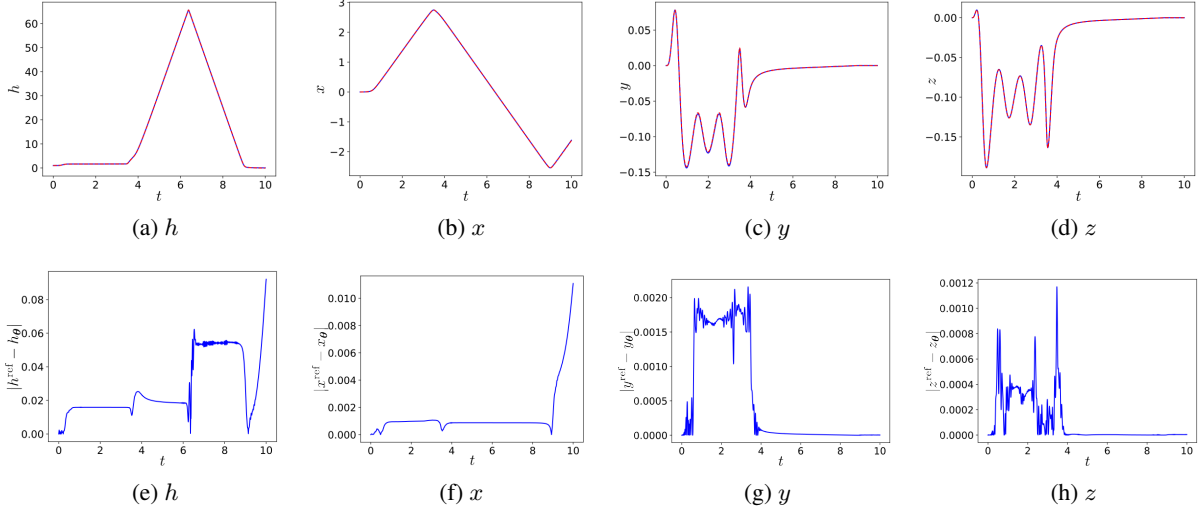 60
50
40
30
20
10
0
h
0 2 4 6 8 10
t
(a) h
3
2
1
0
−1
−2
x
0 2 4 6 8 10
t
(b) x
0.05
0.00
−0.05
−0.10
−0.15
y
0 2 4 6 8 10
t
(c) y
0.00
−0.05
−0.10
−0.15
z
0 2 4 6 8 10
t
(d) z
0.08
0.06
0.04
0.02
0.00
|h^ref − h_θ|
0 2 4 6 8 10
t
(e) h
0.010
0.008
0.006
0.004
0.002
0.000
|x^ref − x_θ|
0 2 4 6 8 10
t
(f) x
0.0020
0.0015
0.0010
0.0005
0.0000
|y^ref − y_θ|
0 2 4 6 8 10
t
(g) y
0.0012
0.0010
0.0008
0.0006
0.0004
0.0002
0.0000
|z^ref − z_θ|
0 2 4 6 8 10
t
(h) z